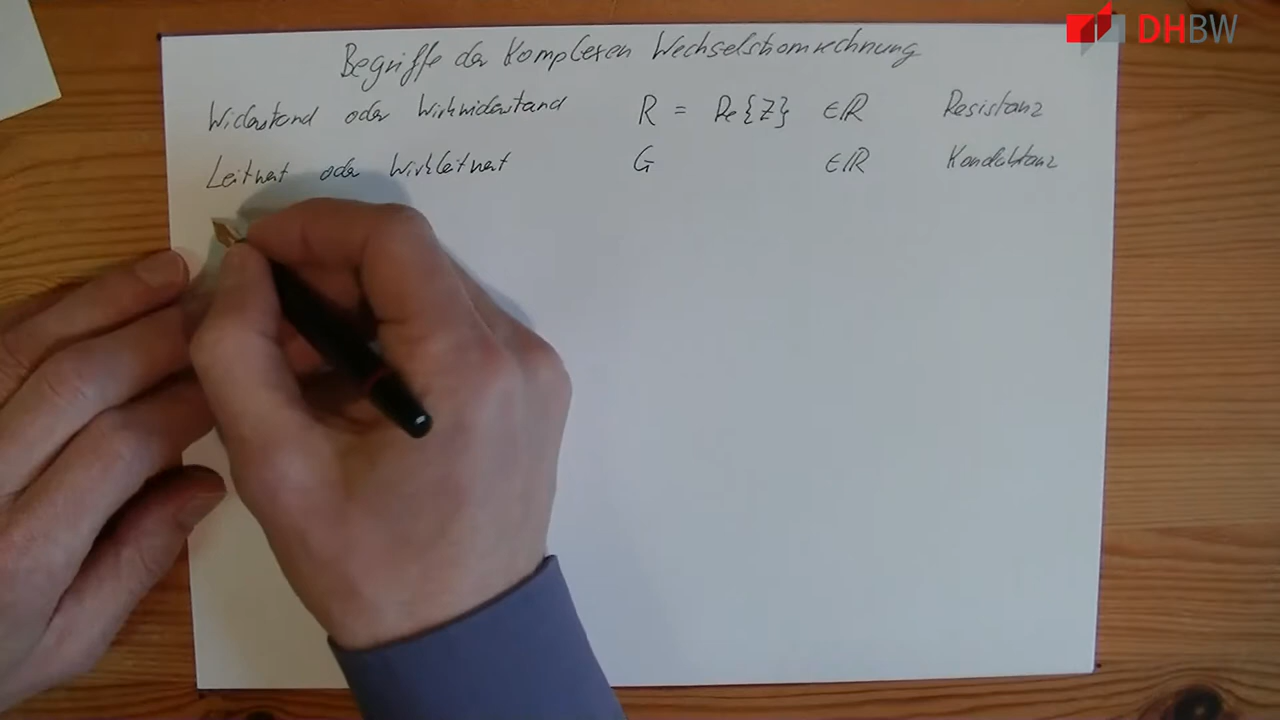 DHBW
Begriffe der Komplexen Wechselstromrechnung
Widerstand oder Wirkwiderstand R = Re{Z} ∈ℝ Resistanz
Leitwert oder Wirkleitwert G ∈ℝ Konduktanz